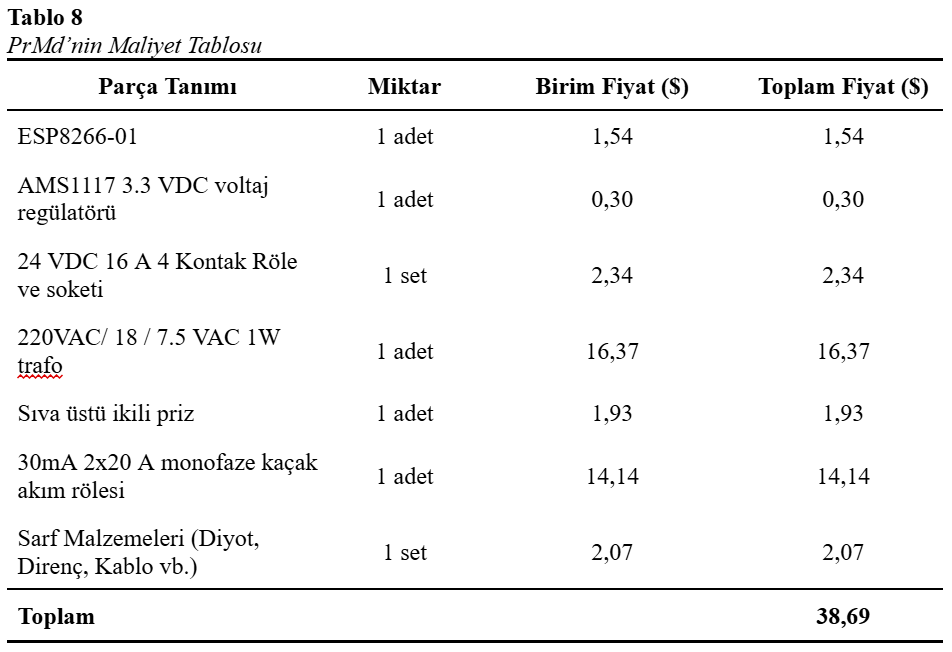 Tablo 8
PrMd’nin Maliyet Tablosu
Parça Tanımı Miktar Birim Fiyat ($) Toplam Fiyat ($)
ESP8266-01 1 adet 1,54 1,54
AMS1117 3.3 VDC voltaj
regülatörü 1 adet 0,30 0,30
24 VDC 16 A 4 Kontak Röle
ve soketi 1 set 2,34 2,34
220VAC/ 18 / 7.5 VAC 1W
trafo 1 adet 16,37 16,37
Sıva üstü ikili priz 1 adet 1,93 1,93
30mA 2x20 A monofaze kaçak
akım rölesi 1 adet 14,14 14,14
Sarf Malzemeleri (Diyot,
Direnç, Kablo vb.) 1 set 2,07 2,07
Toplam 38,69